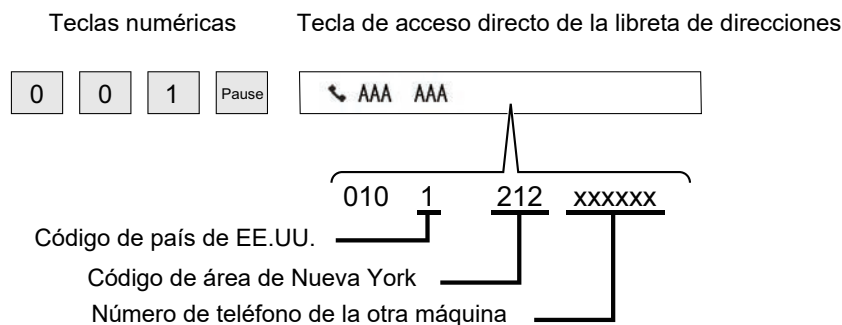 Teclas numéricas Tecla de acceso directo de la libreta de direcciones
0 0 1 Pause AAA AAA
010 1 212 xxxxxx
Código de país de EE.UU.
Código de área de Nueva York
Número de teléfono de la otra máquina